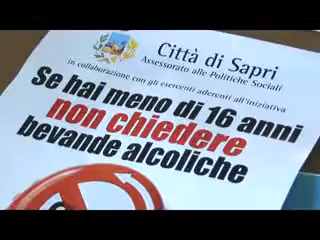 Città di Sapri
Assessorato alle Politiche Sociali
in collaborazione con gli esercenti aderenti all'iniziativa
Se hai meno di 16 anni
non chiedere
bevande alcoliche